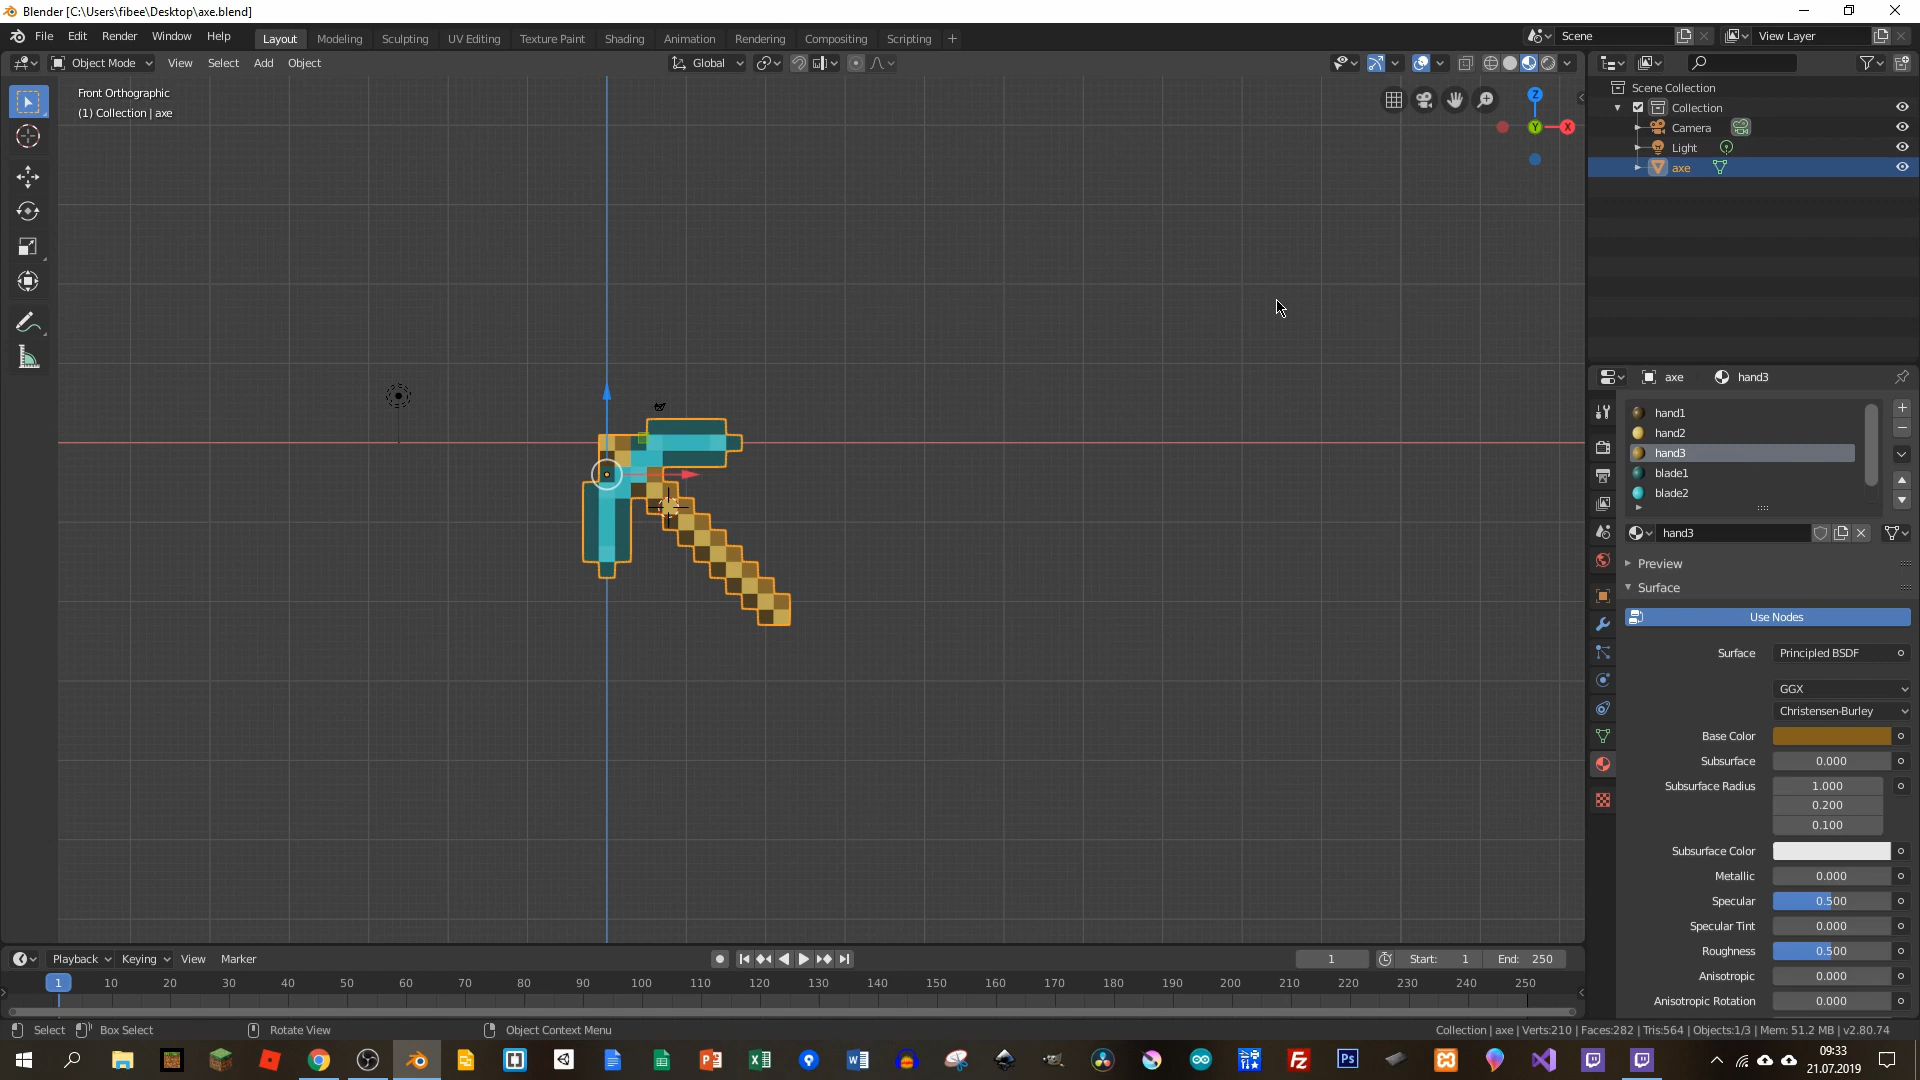 Blender [C:\Users\fibee\Desktop\axe.blend]
File Edit Render Window Help
Layout Modeling Sculpting UV Editing Texture Paint Shading Animation Rendering Compositing Scripting +
Scene
View Layer
Object Mode View Select Add Object
Global
Front Orthographic
(1) Collection | axe
Z
Y
X
Scene Collection
Collection
Camera
Light
axe
axe hand3
hand1
hand2
hand3
blade1
blade2
hand3
Preview
Surface
Use Nodes
Surface Principled BSDF
GGX
Christensen-Burley
Base Color
Subsurface 0.000
Subsurface Radius 1.000
0.200
0.100
Subsurface Color
Metallic 0.000
Specular 0.500
Specular Tint 0.000
Roughness 0.500
Anisotropic 0.000
Anisotropic Rotation 0.000
Playback Keying View Marker
1 Start: 1 End: 250
1 10 20 30 40 50 60 70 80 90 100 110 120 130 140 150 160 170 180 190 200 210 220 230 240 250
Select Box Select Rotate View Object Context Menu
Collection | axe | Verts:210 | Faces:282 | Tris:564 | Objects:1/3 | Mem: 51.2 MB | v2.80.74
09:33
21.07.2019